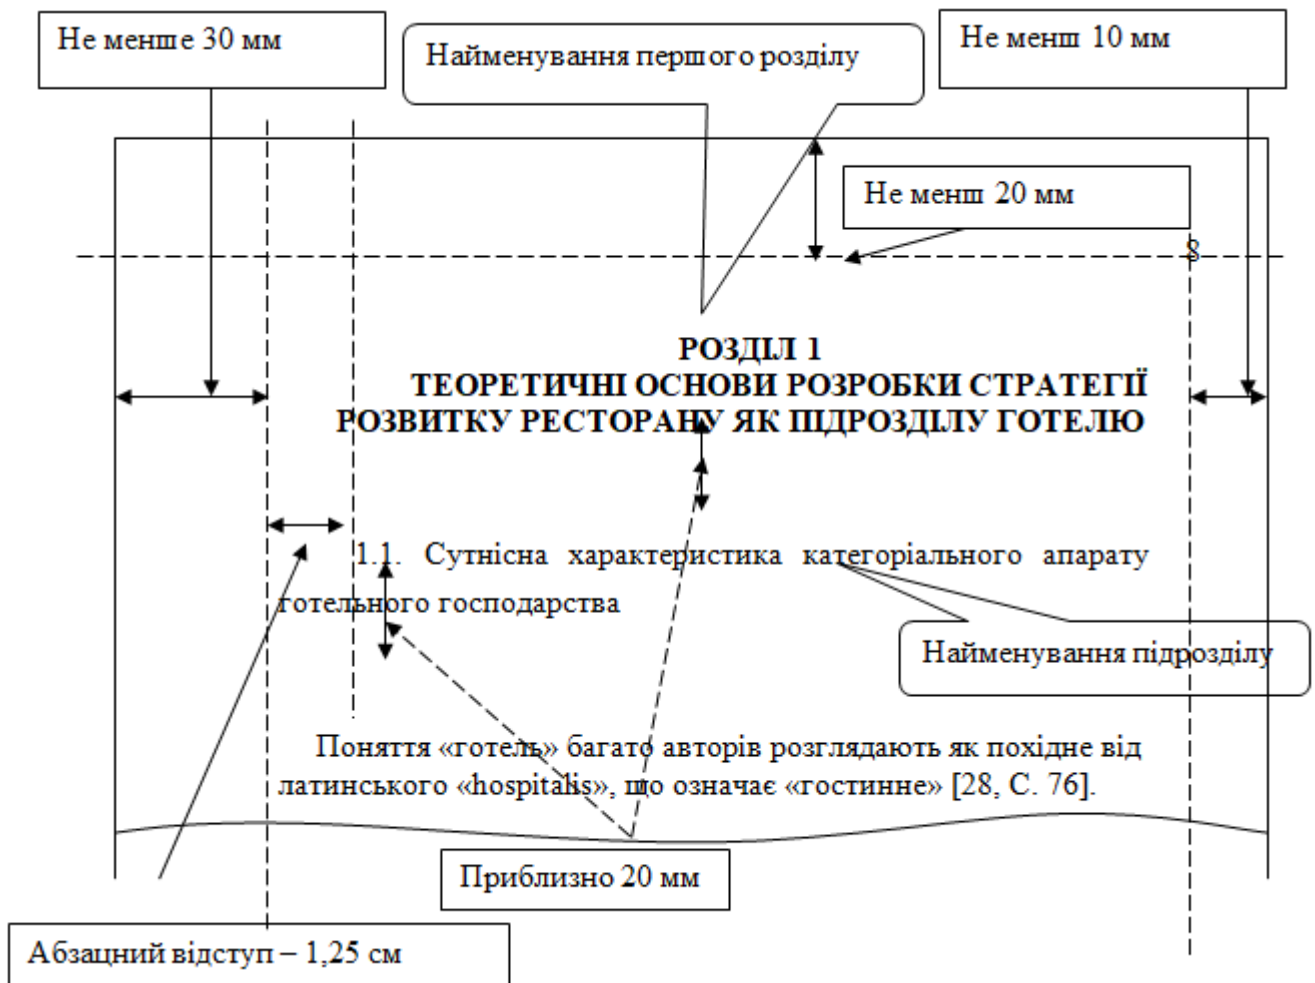 Не менше 30 мм
Найменування першого розділу
Не менш 10 мм
Не менш 20 мм
8
РОЗДІЛ 1
ТЕОРЕТИЧНІ ОСНОВИ РОЗРОБКИ СТРАТЕГІЇ
РОЗВИТКУ РЕСТОРАНУ ЯК ПІДРОЗДІЛУ ГОТЕЛЮ
1.1. Сутнісна характеристика категоріального апарату
готельного господарства
Найменування підрозділу
Поняття «готель» багато авторів розглядають як похідне від
латинського «hospitalis», що означає «гостинне» [28, С. 76].
Приблизно 20 мм
Абзацний відступ – 1,25 см